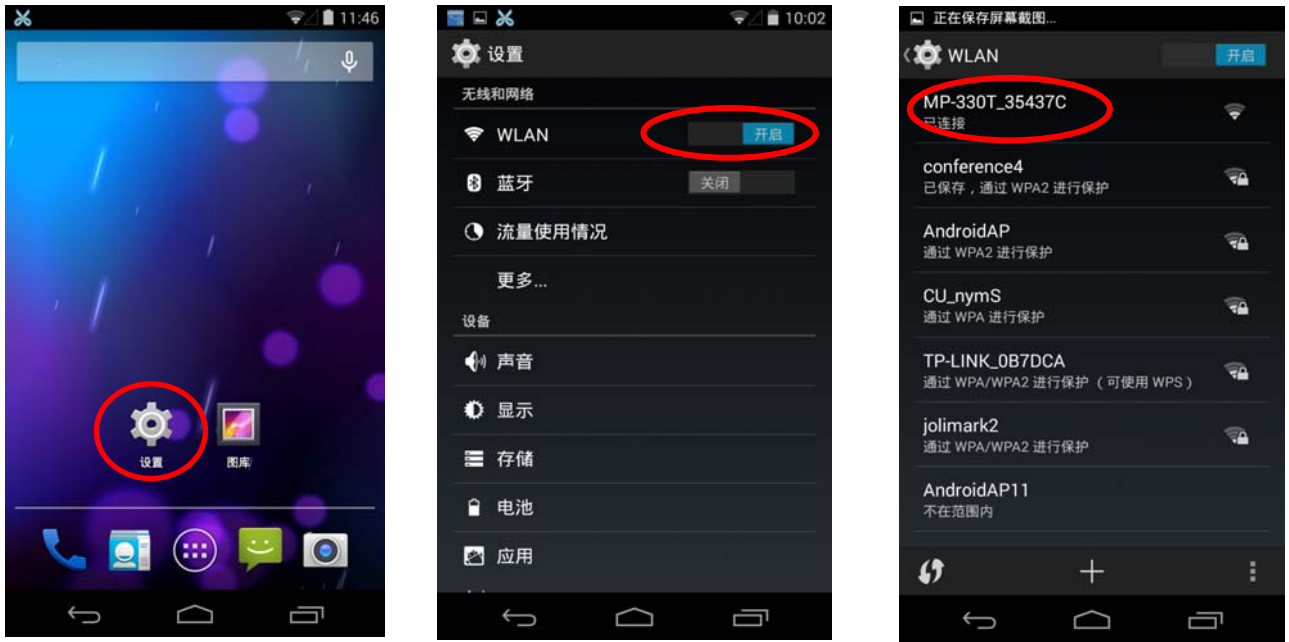 11:46
设置
图库
10:02
设置
无线和网络
WLAN
开启
蓝牙
关闭
流量使用情况
更多...
设备
声音
显示
存储
电池
应用
正在保存屏幕截图...
WLAN
开启
MP-330T_35437C
已连接
conference4
已保存，通过 WPA2 进行保护
AndroidAP
通过 WPA2 进行保护
CU_nymS
通过 WPA 进行保护
TP-LINK_0B7DCA
通过 WPA/WPA2 进行保护 （可使用 WPS）
jolimark2
通过 WPA/WPA2 进行保护
AndroidAP11
不在范围内